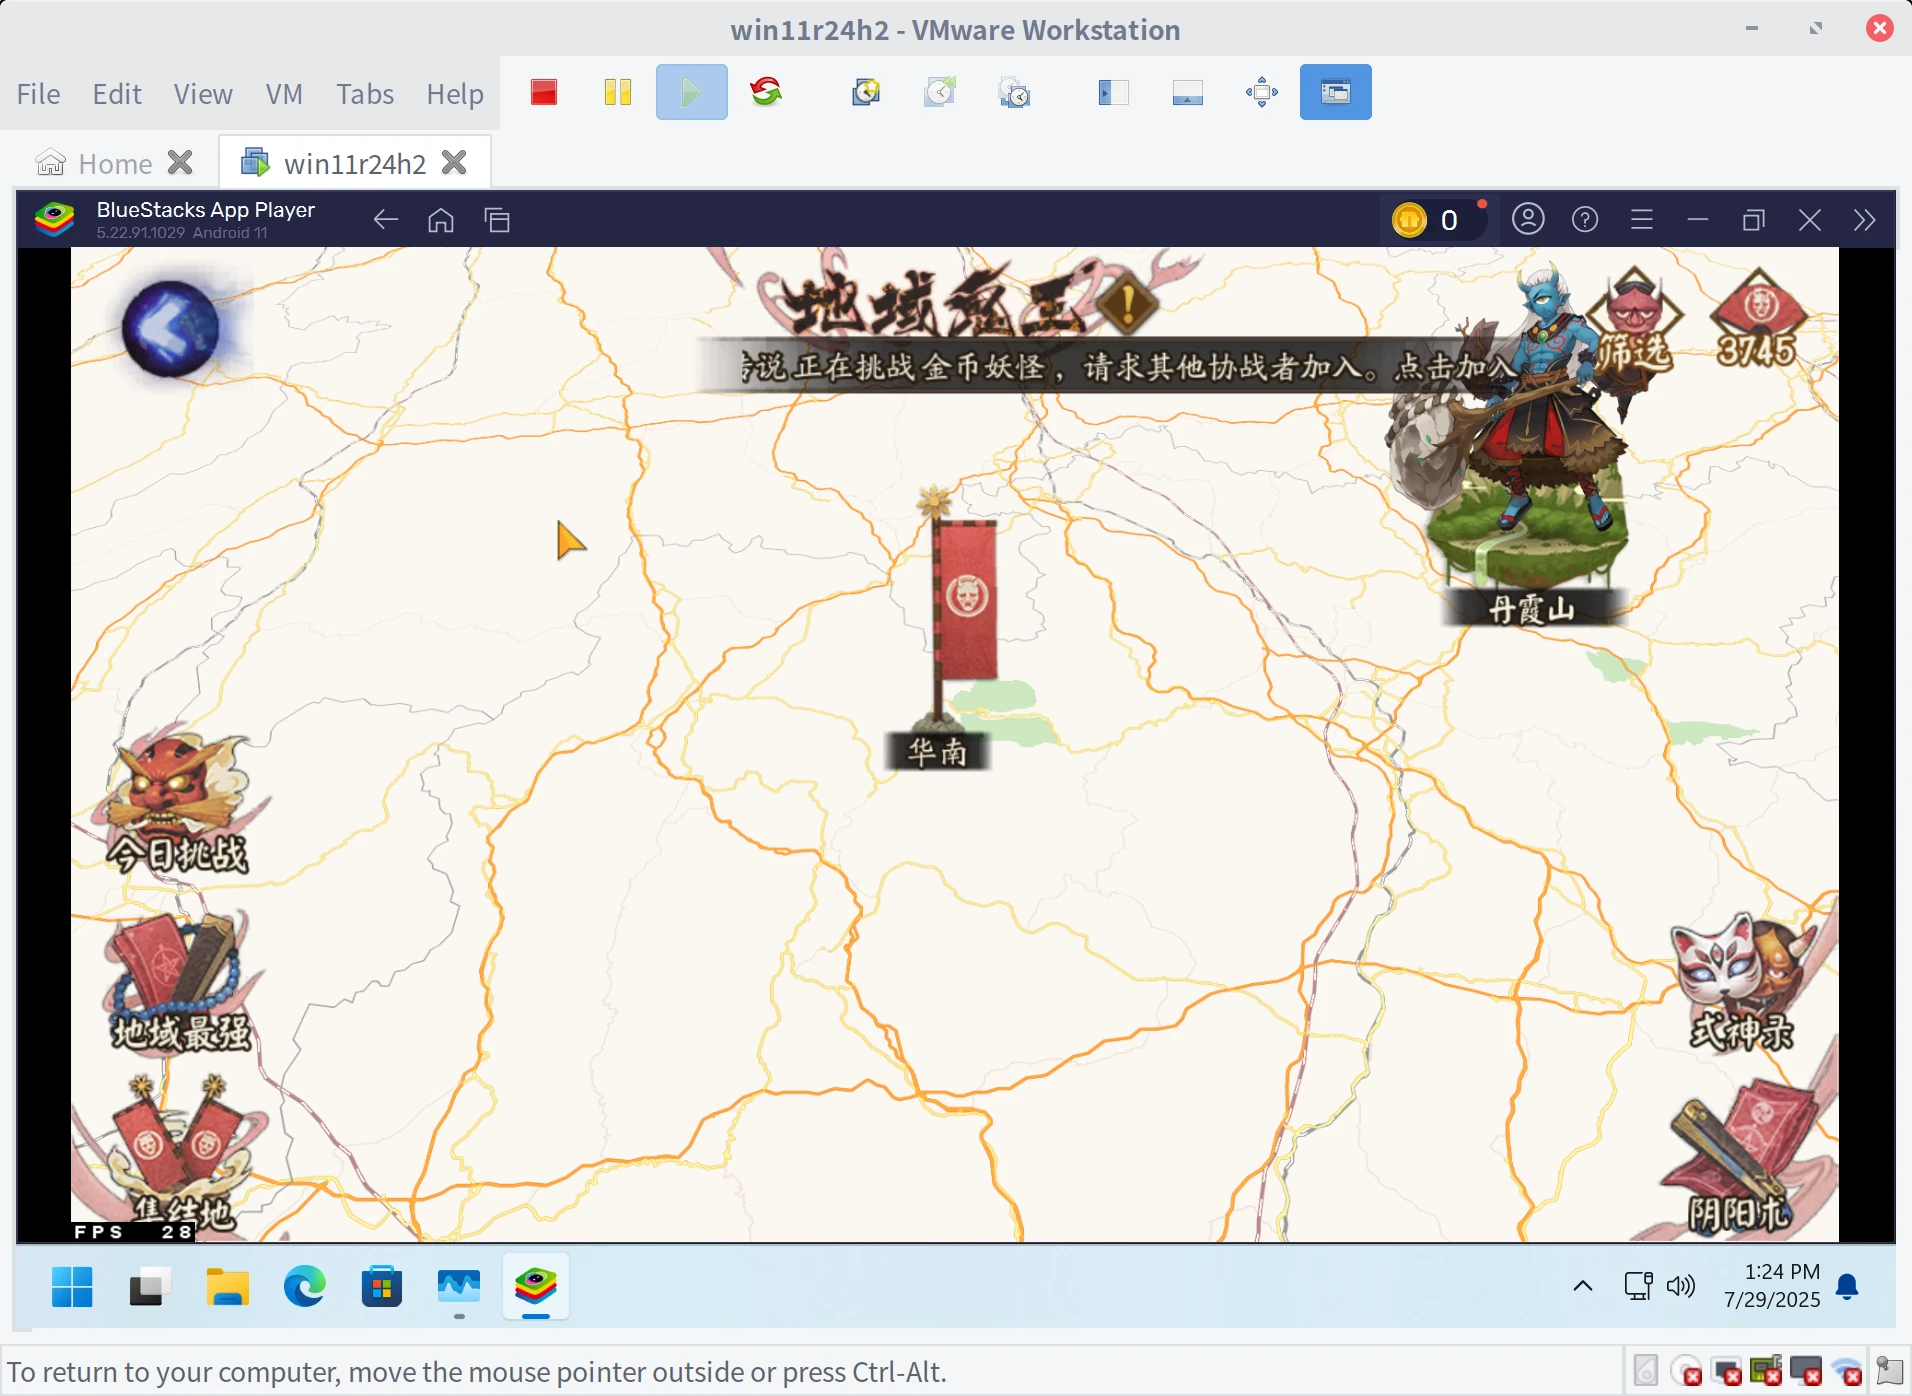 win11r24h2 - VMware Workstation
File Edit View VM Tabs Help
Home
win11r24h2
BlueStacks App Player
5.22.91.1029 Android 11
0
地域鬼王
说正在挑战金币妖怪，请求其他协战者加入。点击加入
筛选
3745
丹霞山
华南
今日挑战
地域最强
集结地
式神录
阴阳术
FPS 28
1:24 PM
7/29/2025
To return to your computer, move the mouse pointer outside or press Ctrl-Alt.